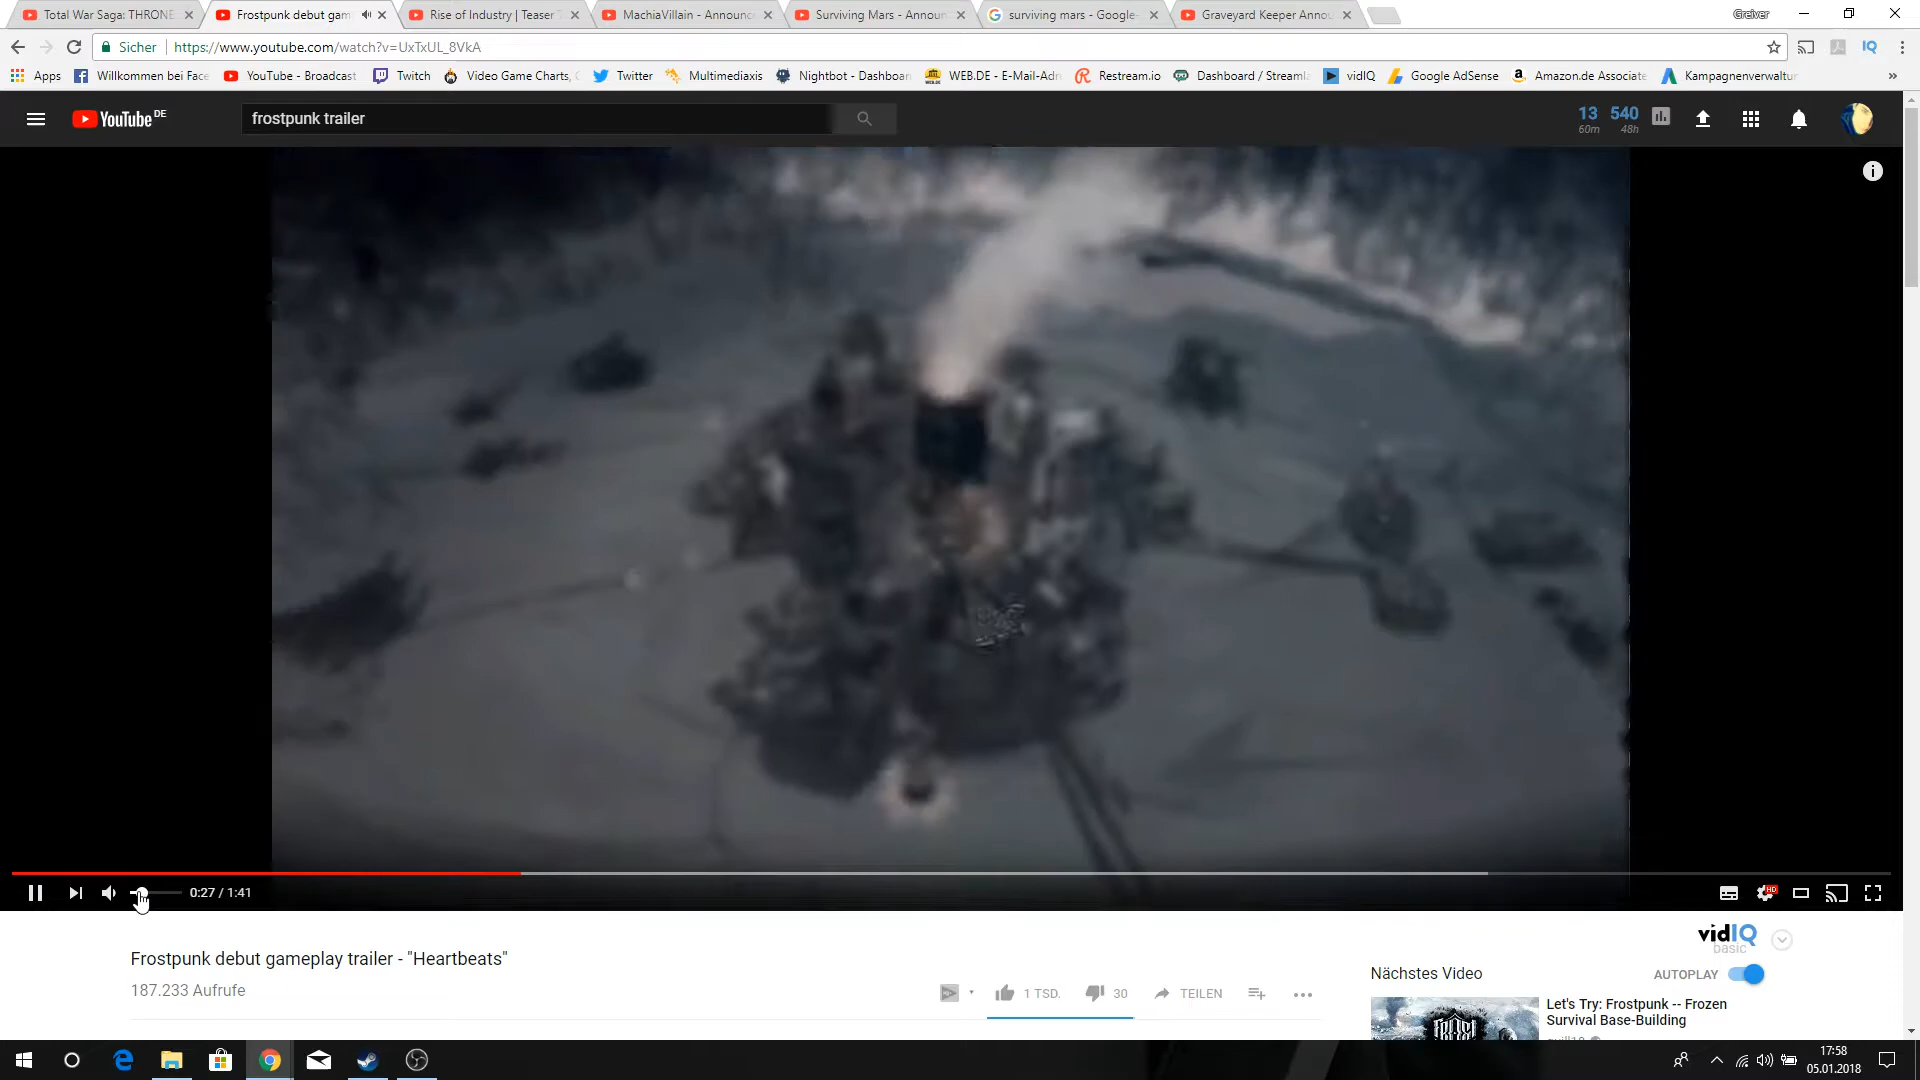 Total War Saga: THRONE
Frostpunk debut gam
Rise of Industry | Teaser T
MachiaVillain - Announc
Surviving Mars - Announ
surviving mars - Google-
Graveyard Keeper Annou
Greiver
Sicher
https://www.youtube.com/watch?v=UxTxUL_8VkA
IQ
Apps
Willkommen bei Face
YouTube - Broadcast
Twitch
Video Game Charts, G
Twitter
Multimediaxis
Nightbot - Dashboar
WEB.DE - E-Mail-Adr
Restream.io
Dashboard / Streamla
vidIQ
Google AdSense
Amazon.de Associate
Kampagnenverwaltun
»
YouTube DE
frostpunk trailer
13
60m
540
48h
0:27 / 1:41
HD
Frostpunk debut gameplay trailer - "Heartbeats"
187.233 Aufrufe
1 TSD.
30
TEILEN
vidIQ
basic
Nächstes Video
AUTOPLAY
Let's Try: Frostpunk -- Frozen
Survival Base-Building
17:58
05.01.2018